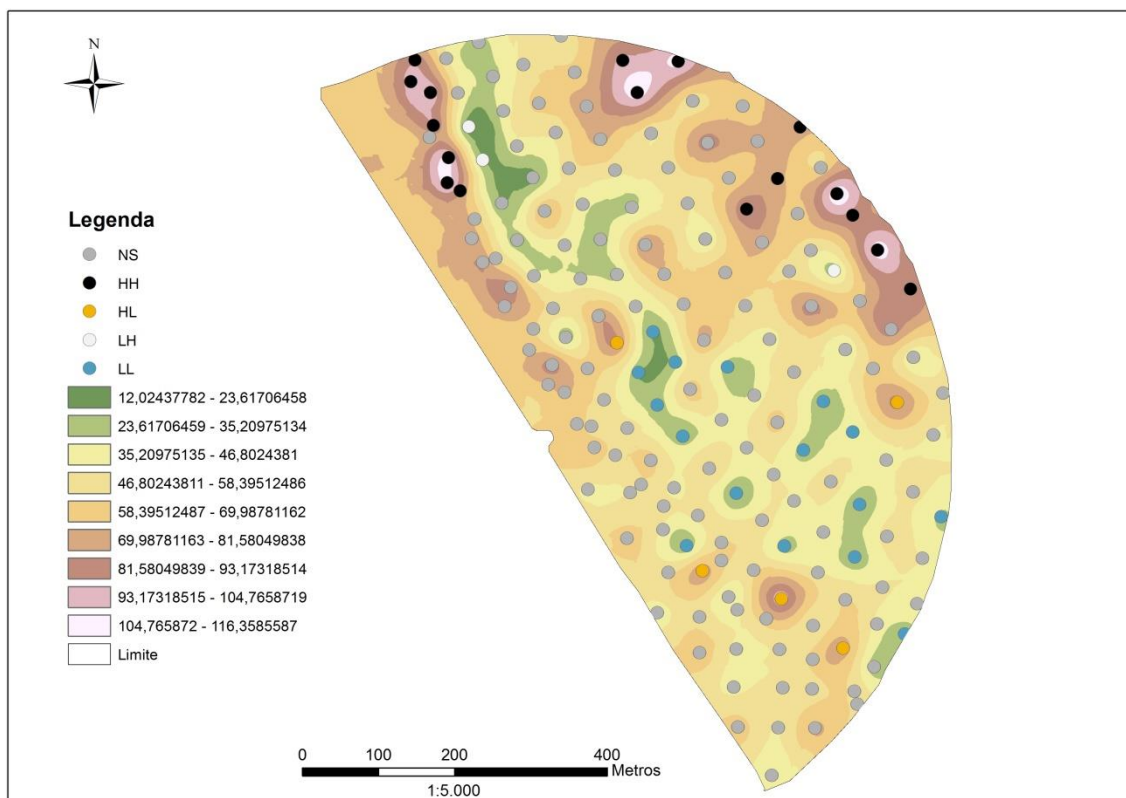 N
Legenda
NS
HH
HL
LH
LL
12,02437782 - 23,61706458
23,61706459 - 35,20975134
35,20975135 - 46,8024381
46,80243811 - 58,39512486
58,39512487 - 69,98781162
69,98781163 - 81,58049838
81,58049839 - 93,17318514
93,17318515 - 104,7658719
104,765872 - 116,3585587
Limite
0 100 200 400
Metros
1:5.000